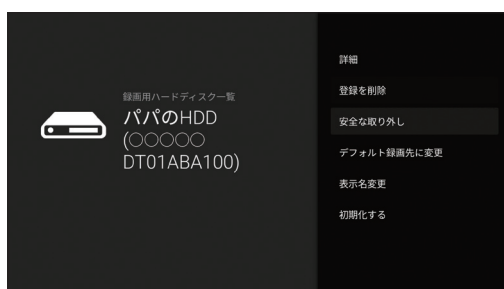 録画用ハードディスク一覧
パパのHDD
(○○○○○
DT01ABA100)
詳細
登録を削除
安全な取り外し
デフォルト録画先に変更
表示名変更
初期化する